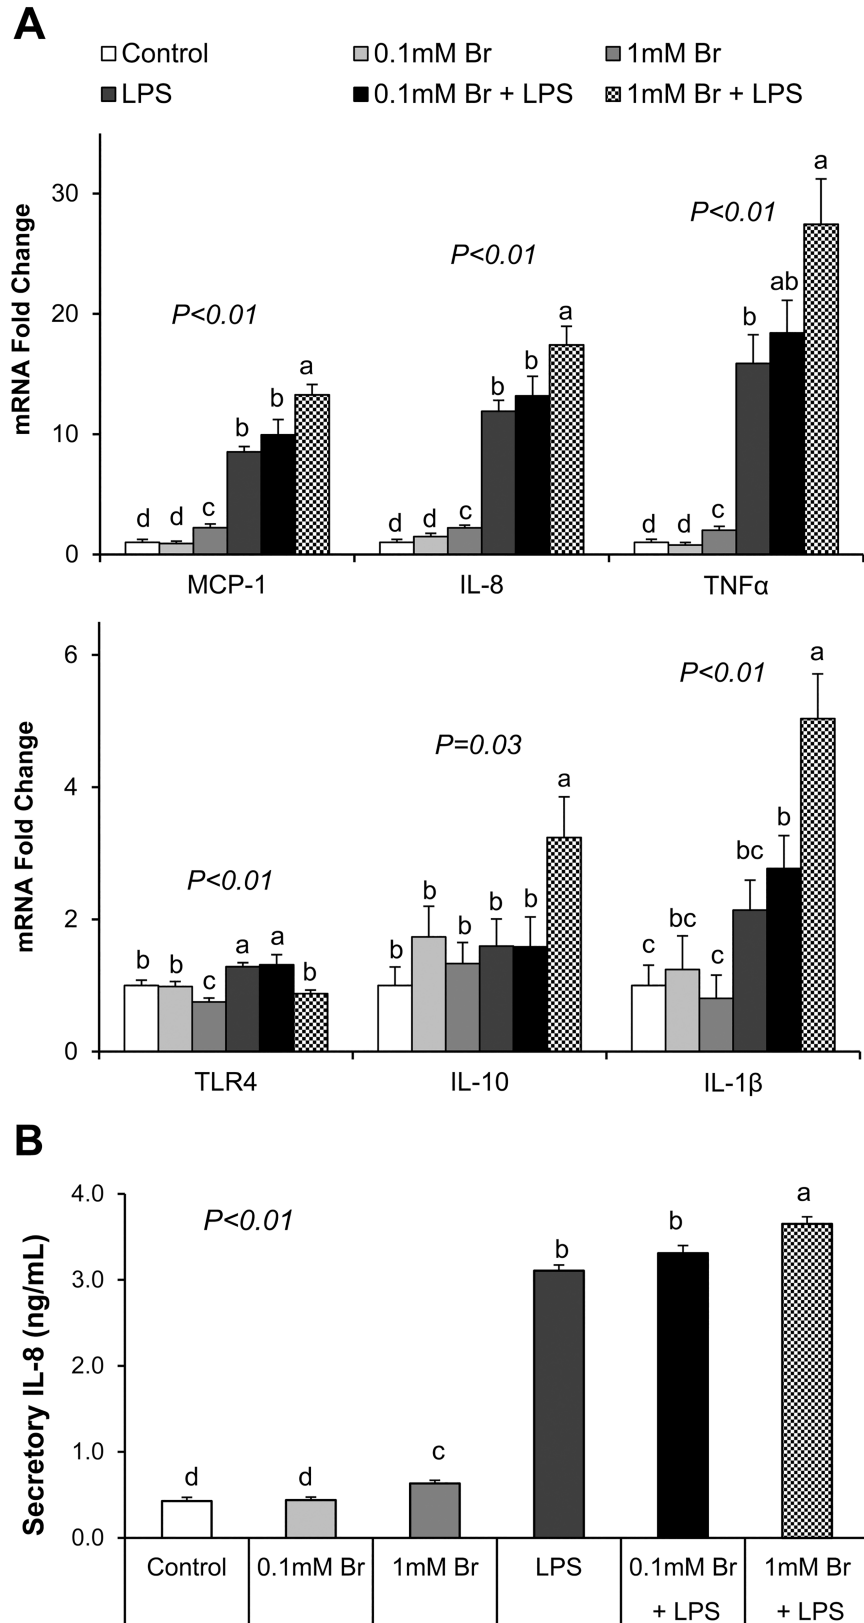 A
Control 0.1mM Br 1mM Br
LPS 0.1mM Br + LPS 1mM Br + LPS
mRNA Fold Change
30
20
10
0
P<0.01
P<0.01
P<0.01
d d c b b a
d d c b b a
d d c b ab a
MCP-1 IL-8 TNFα
mRNA Fold Change
6
4
2
0
P<0.01
P=0.03
P<0.01
b b c a a b
b b b b b a
c bc c bc b a
TLR4 IL-10 IL-1β
B
Secretory IL-8 (ng/mL)
4.0
3.0
2.0
1.0
0.0
P<0.01
d d c b b a
Control 0.1mM Br 1mM Br LPS 0.1mM Br 1mM Br
+ LPS + LPS